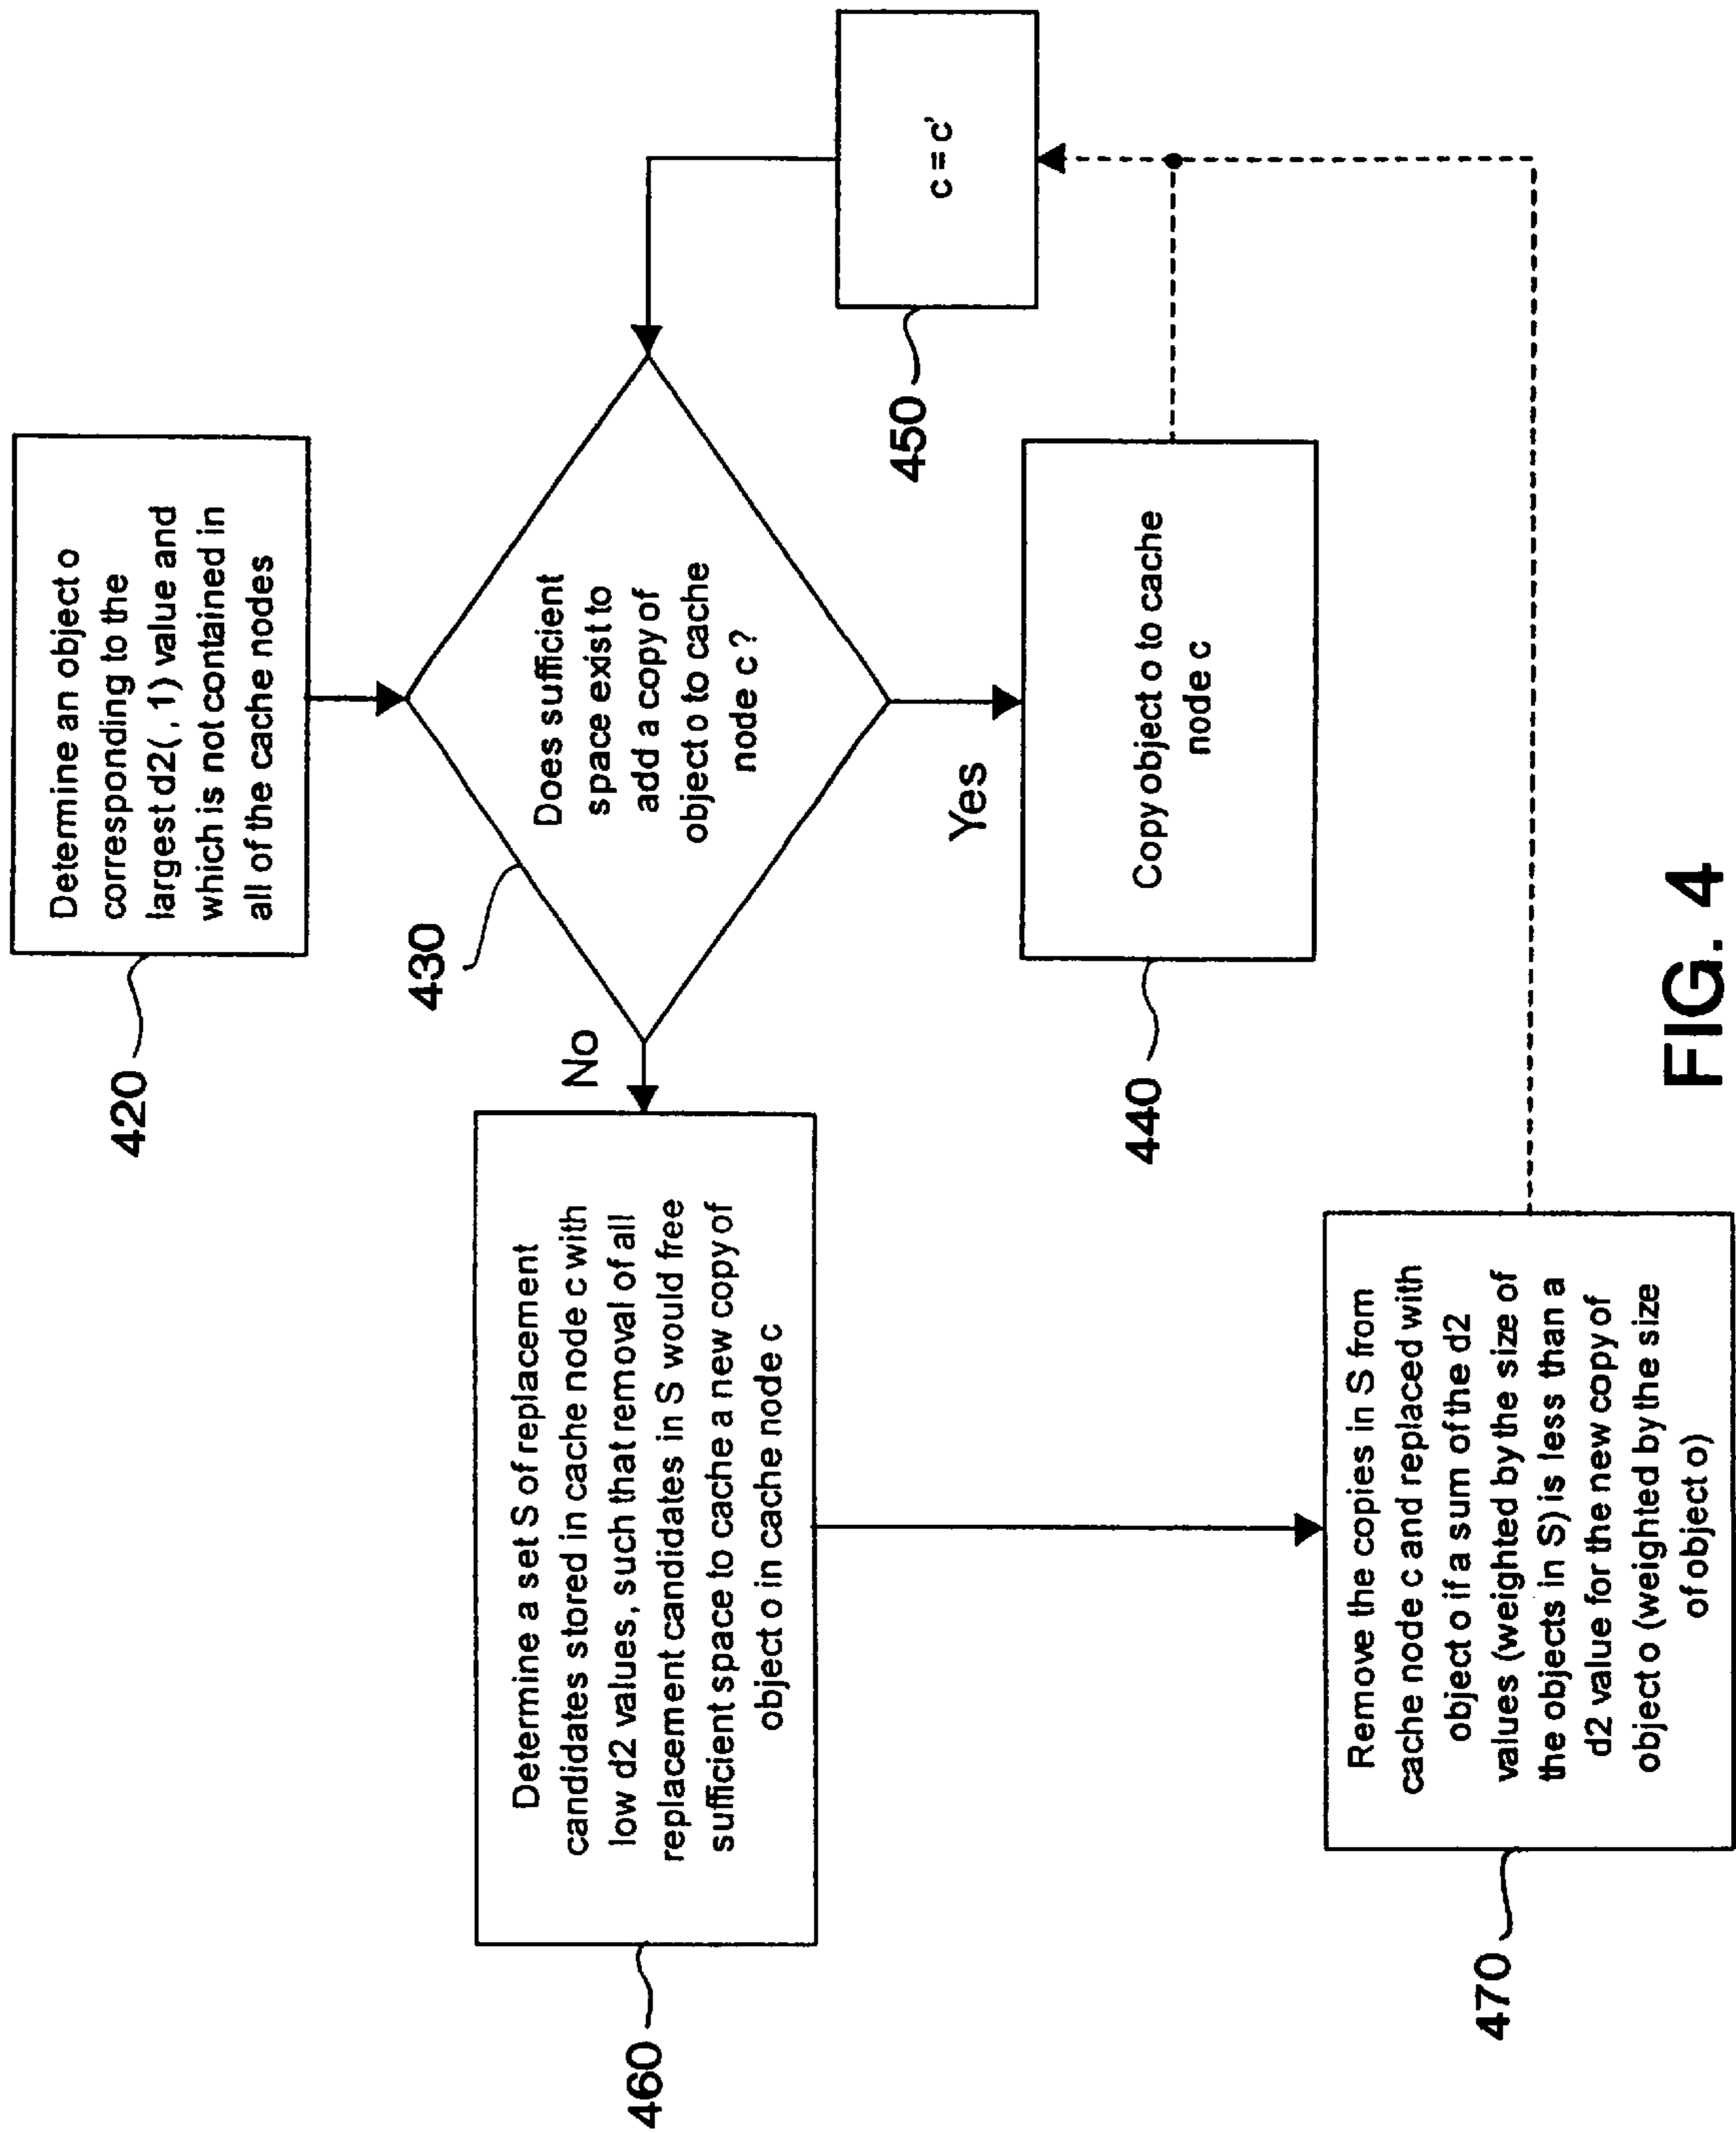 Determine an object o
corresponding to the
largest d2( , 1) value and
which is not contained in
all of the cache nodes
420
Does sufficient
space exist to
add a copy of
object o to cache
node c ?
430
No
Yes
c = c'
450
Determine a set S of replacement
candidates stored in cache node c with
low d2 values, such that removal of all
replacement candidates in S would free
sufficient space to cache a new copy of
object o in cache node c
460
Copy object o to cache
node c
440
Remove the copies in S from
cache node c and replaced with
object o if a sum of the d2
values (weighted by the size of
the objects in S) is less than a
d2 value for the new copy of
object o (weighted by the size
of object o)
470
FIG. 4